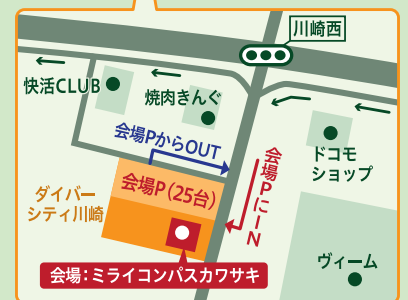 川崎西
快活CLUB
焼肉きんぐ
会場PからOUT
ドコモ
ショップ
会場PにIN
会場P(25台)
ダイバー
シティ川崎
ヴィーム
会場:ミライコンパスカワサキ